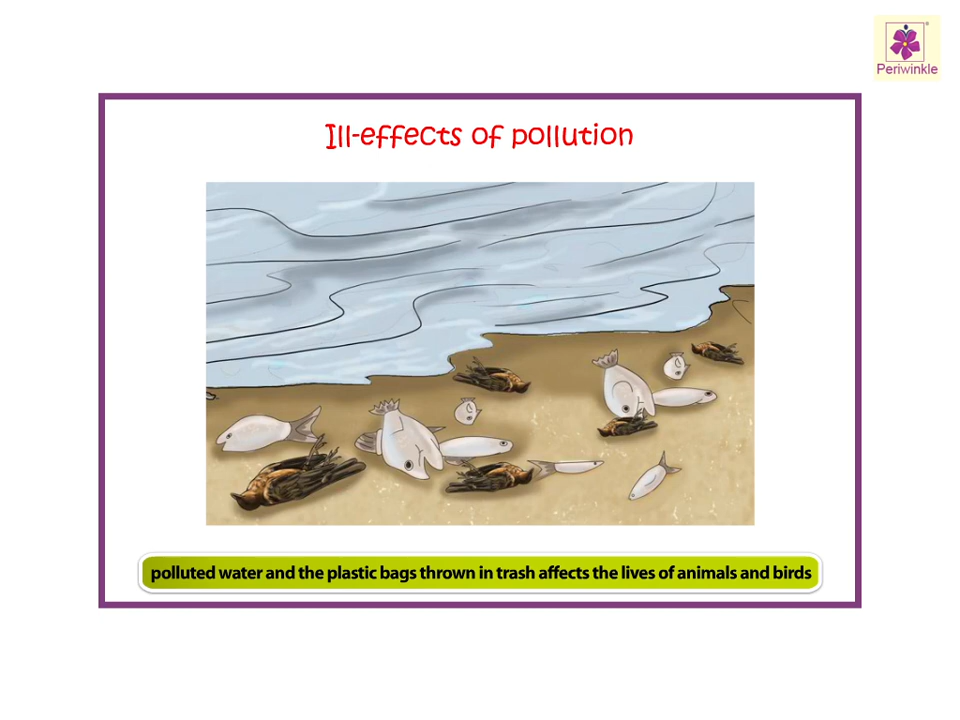 Periwinkle
Ill-effects of pollution
polluted water and the plastic bags thrown in trash affects the lives of animals and birds